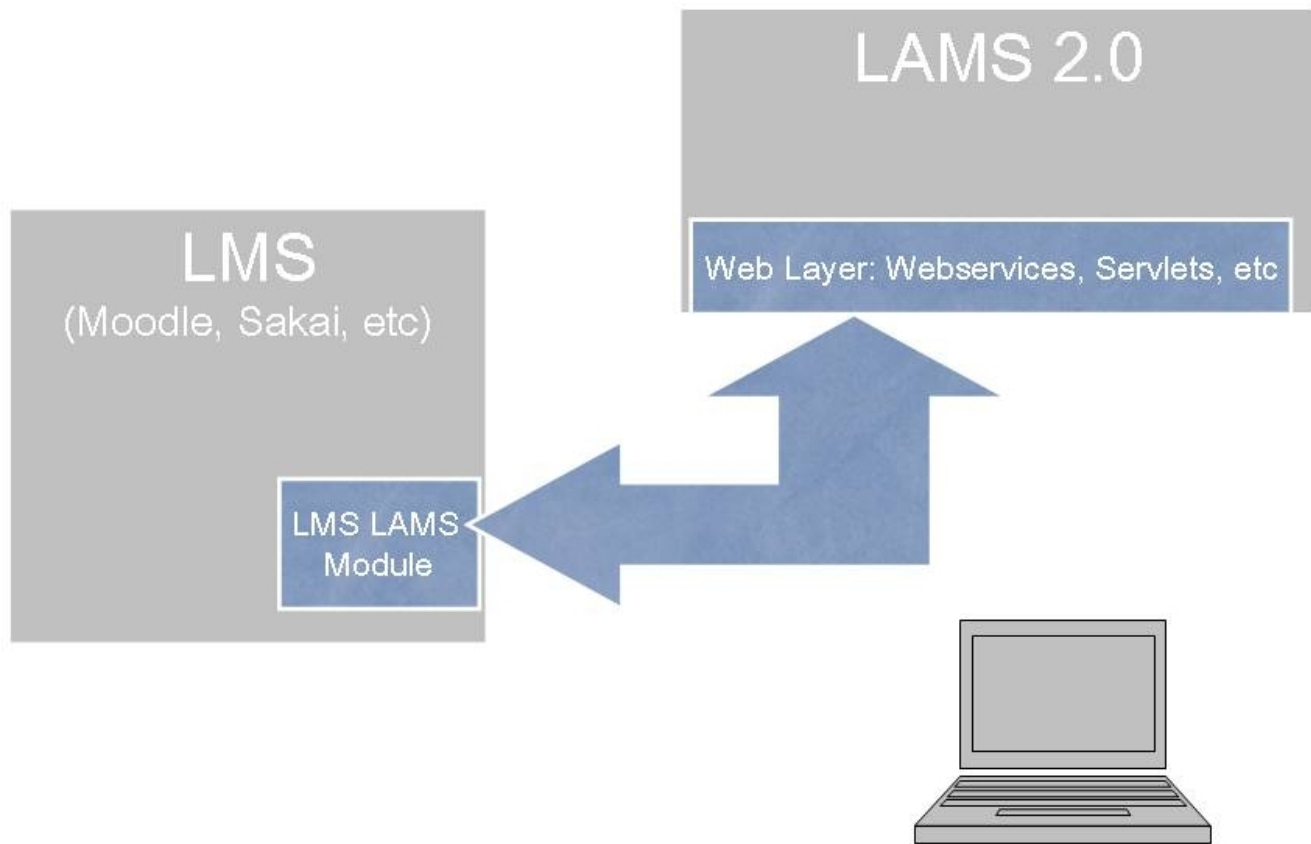 LAMS 2.0
Web Layer: Webservices, Servlets, etc
LMS
(Moodle, Sakai, etc)
LMS LAMS
Module